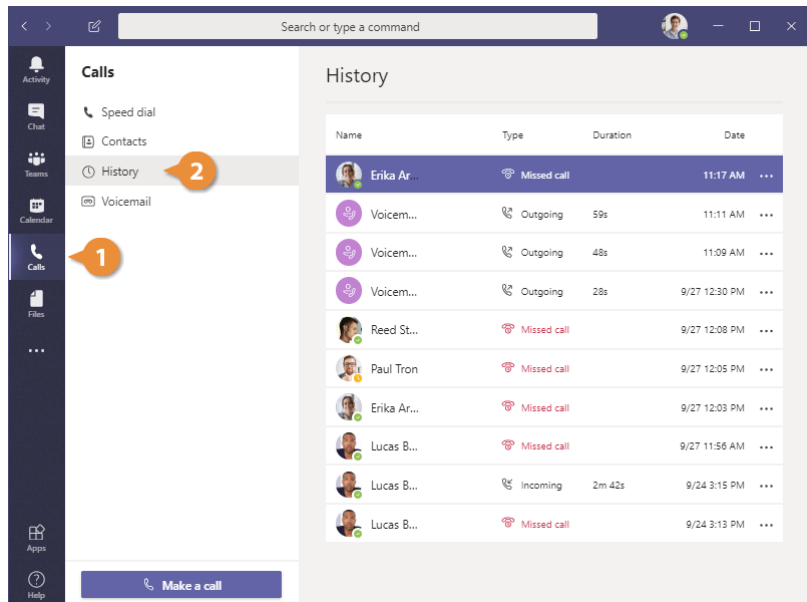 Search or type a command
Activity
Chat
Teams
Calendar
Calls
Files
Apps
Help
Calls
Speed dial
Contacts
History
Voicemail
1
2
Make a call
History
Name Type Duration Date
Erika Ar... Missed call 11:17 AM
Voicem... Outgoing 59s 11:11 AM
Voicem... Outgoing 48s 11:09 AM
Voicem... Outgoing 28s 9/27 12:30 PM
Reed St... Missed call 9/27 12:08 PM
Paul Tron Missed call 9/27 12:05 PM
Erika Ar... Missed call 9/27 12:03 PM
Lucas B... Missed call 9/27 11:56 AM
Lucas B... Incoming 2m 42s 9/24 3:15 PM
Lucas B... Missed call 9/24 3:13 PM